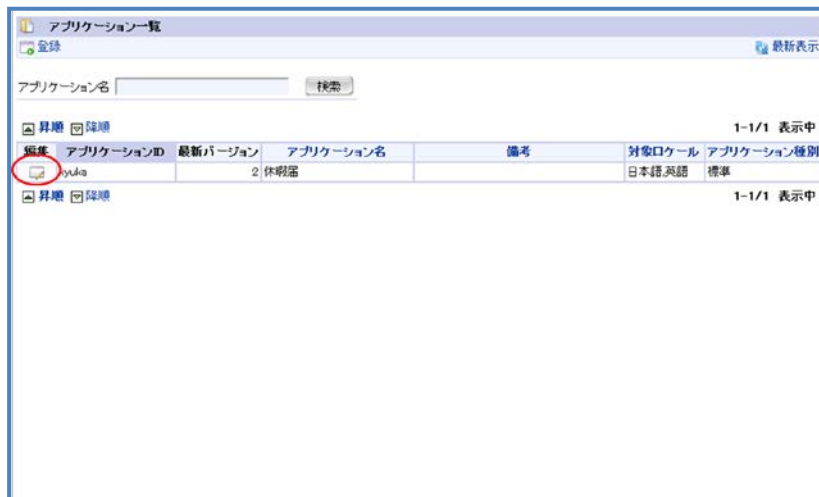 アプリケーション一覧
登録 最新表示
アプリケーション名 検索
昇順 降順 1-1/1 表示中
編集 アプリケーションID 最新バージョン アプリケーション名 備考 対象ロケール アプリケーション種別
kyuka 2 休暇届 日本語,英語 標準
昇順 降順 1-1/1 表示中